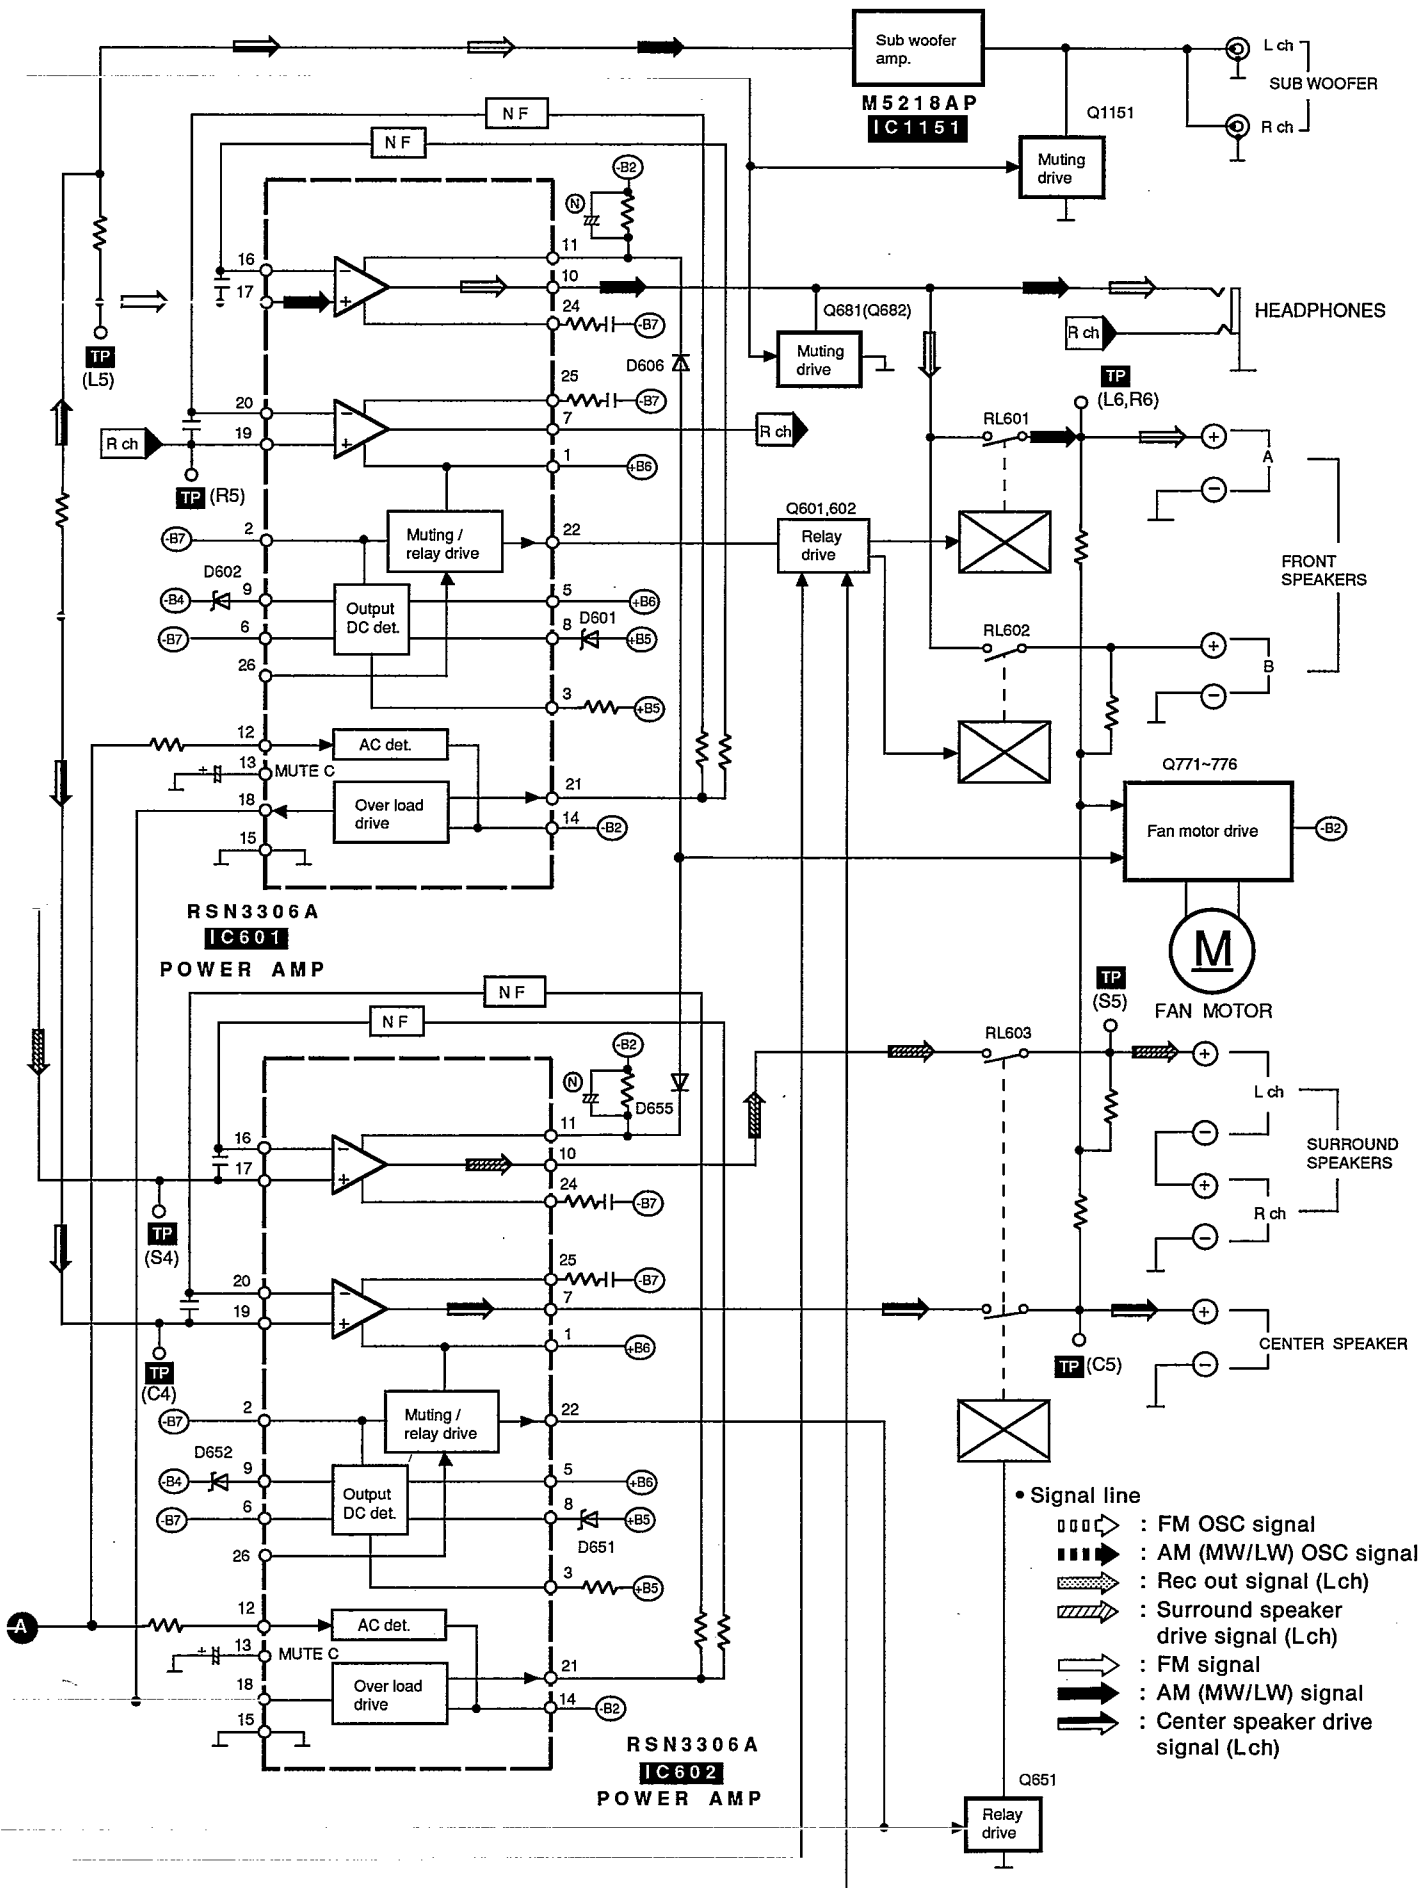 Sub woofer
amp.
M5218AP
IC1151
L ch
SUB WOOFER
R ch
Q1151
Muting
drive
NF
NF
-B2
N
11
16
10
17
24
-B7
Q681(Q682)
Muting
drive
HEADPHONES
R ch
TP
(L5)
D606
25
-B7
TP
(L6,R6)
20
7
R ch
R ch
19
1
+B6
TP (R5)
RL601
+
A
−
-B7
2
Muting /
relay drive
22
Q601,602
Relay
drive
FRONT
SPEAKERS
D602
-B4
9
Output
DC det.
5
+B6
D601
-B7
6
8
+B5
RL602
+
B
−
26
3
+B5
12
AC det.
13
MUTE C
18
Over load
drive
21
14
-B2
15
Q771~776
Fan motor drive
-B2
M
FAN MOTOR
RSN3306A
IC601
POWER AMP
NF
NF
-B2
N
D655
TP
(S5)
RL603
+
L ch
−
SURROUND
SPEAKERS
+
R ch
−
11
16
10
17
24
-B7
TP
(S4)
25
-B7
20
7
19
1
+B6
TP
(C4)
+
CENTER SPEAKER
−
TP (C5)
-B7
2
Muting /
relay drive
22
D652
-B4
9
Output
DC det.
5
+B6
-B7
6
8
+B5
D651
26
3
+B5
A
12
AC det.
13
MUTE C
18
Over load
drive
21
14
-B2
15
RSN3306A
IC602
POWER AMP
• Signal line
: FM OSC signal
: AM (MW/LW) OSC signal
: Rec out signal (Lch)
: Surround speaker
drive signal (Lch)
: FM signal
: AM (MW/LW) signal
: Center speaker drive
signal (Lch)
Q651
Relay
drive